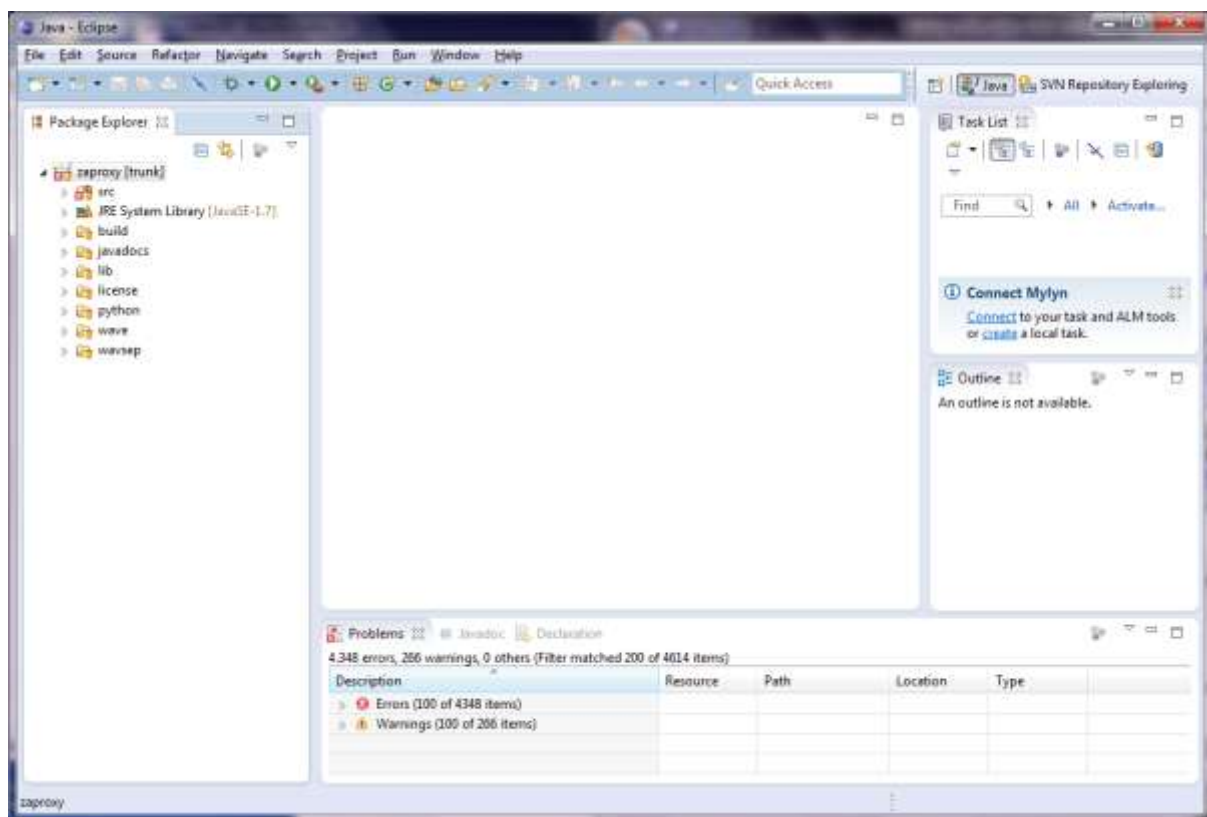 Java - Eclipse
File Edit Source Refactor Navigate Search Project Run Window Help
Quick Access
Java
SVN Repository Exploring
Package Explorer
zaproxy [trunk]
src
JRE System Library [JavaSE-1.7]
build
javadocs
lib
license
python
wave
wavsep
Task List
Find All Activate...
Connect Mylyn
Connect to your task and ALM tools
or create a local task.
Outline
An outline is not available.
Problems Javadoc Declaration
4.348 errors, 266 warnings, 0 others (Filter matched 200 of 4614 items)
Description Resource Path Location Type
Errors (100 of 4348 items)
Warnings (100 of 266 items)
zaproxy